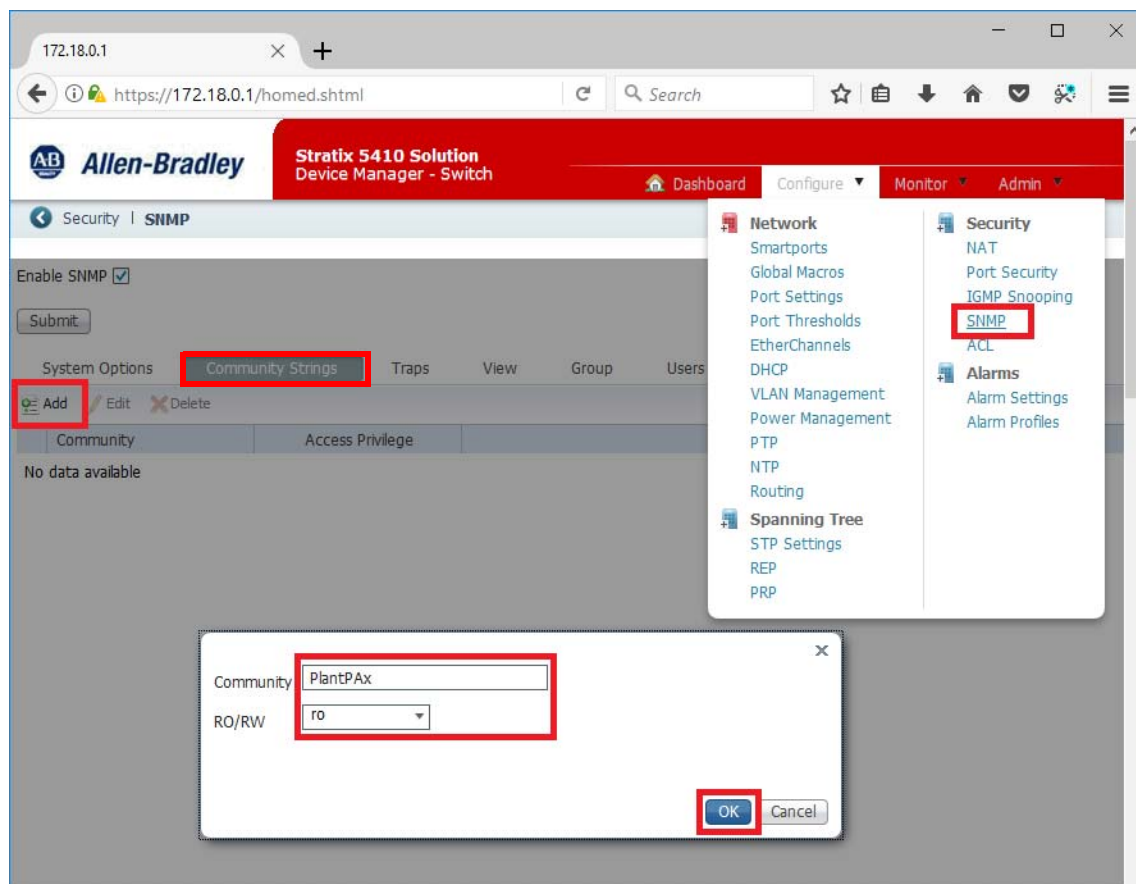 172.18.0.1
https://172.18.0.1/homed.shtml
Search
AB Allen-Bradley
Stratix 5410 Solution
Device Manager - Switch
Dashboard Configure Monitor Admin
Security | SNMP
Network
Smartports
Global Macros
Port Settings
Port Thresholds
EtherChannels
DHCP
VLAN Management
Power Management
PTP
NTP
Routing
Spanning Tree
STP Settings
REP
PRP
Security
NAT
Port Security
IGMP Snooping
SNMP
ACL
Alarms
Alarm Settings
Alarm Profiles
Enable SNMP
Submit
System Options Community Strings Traps View Group Users
Add Edit Delete
Community Access Privilege
No data available
Community PlantPAx
RO/RW ro
OK Cancel